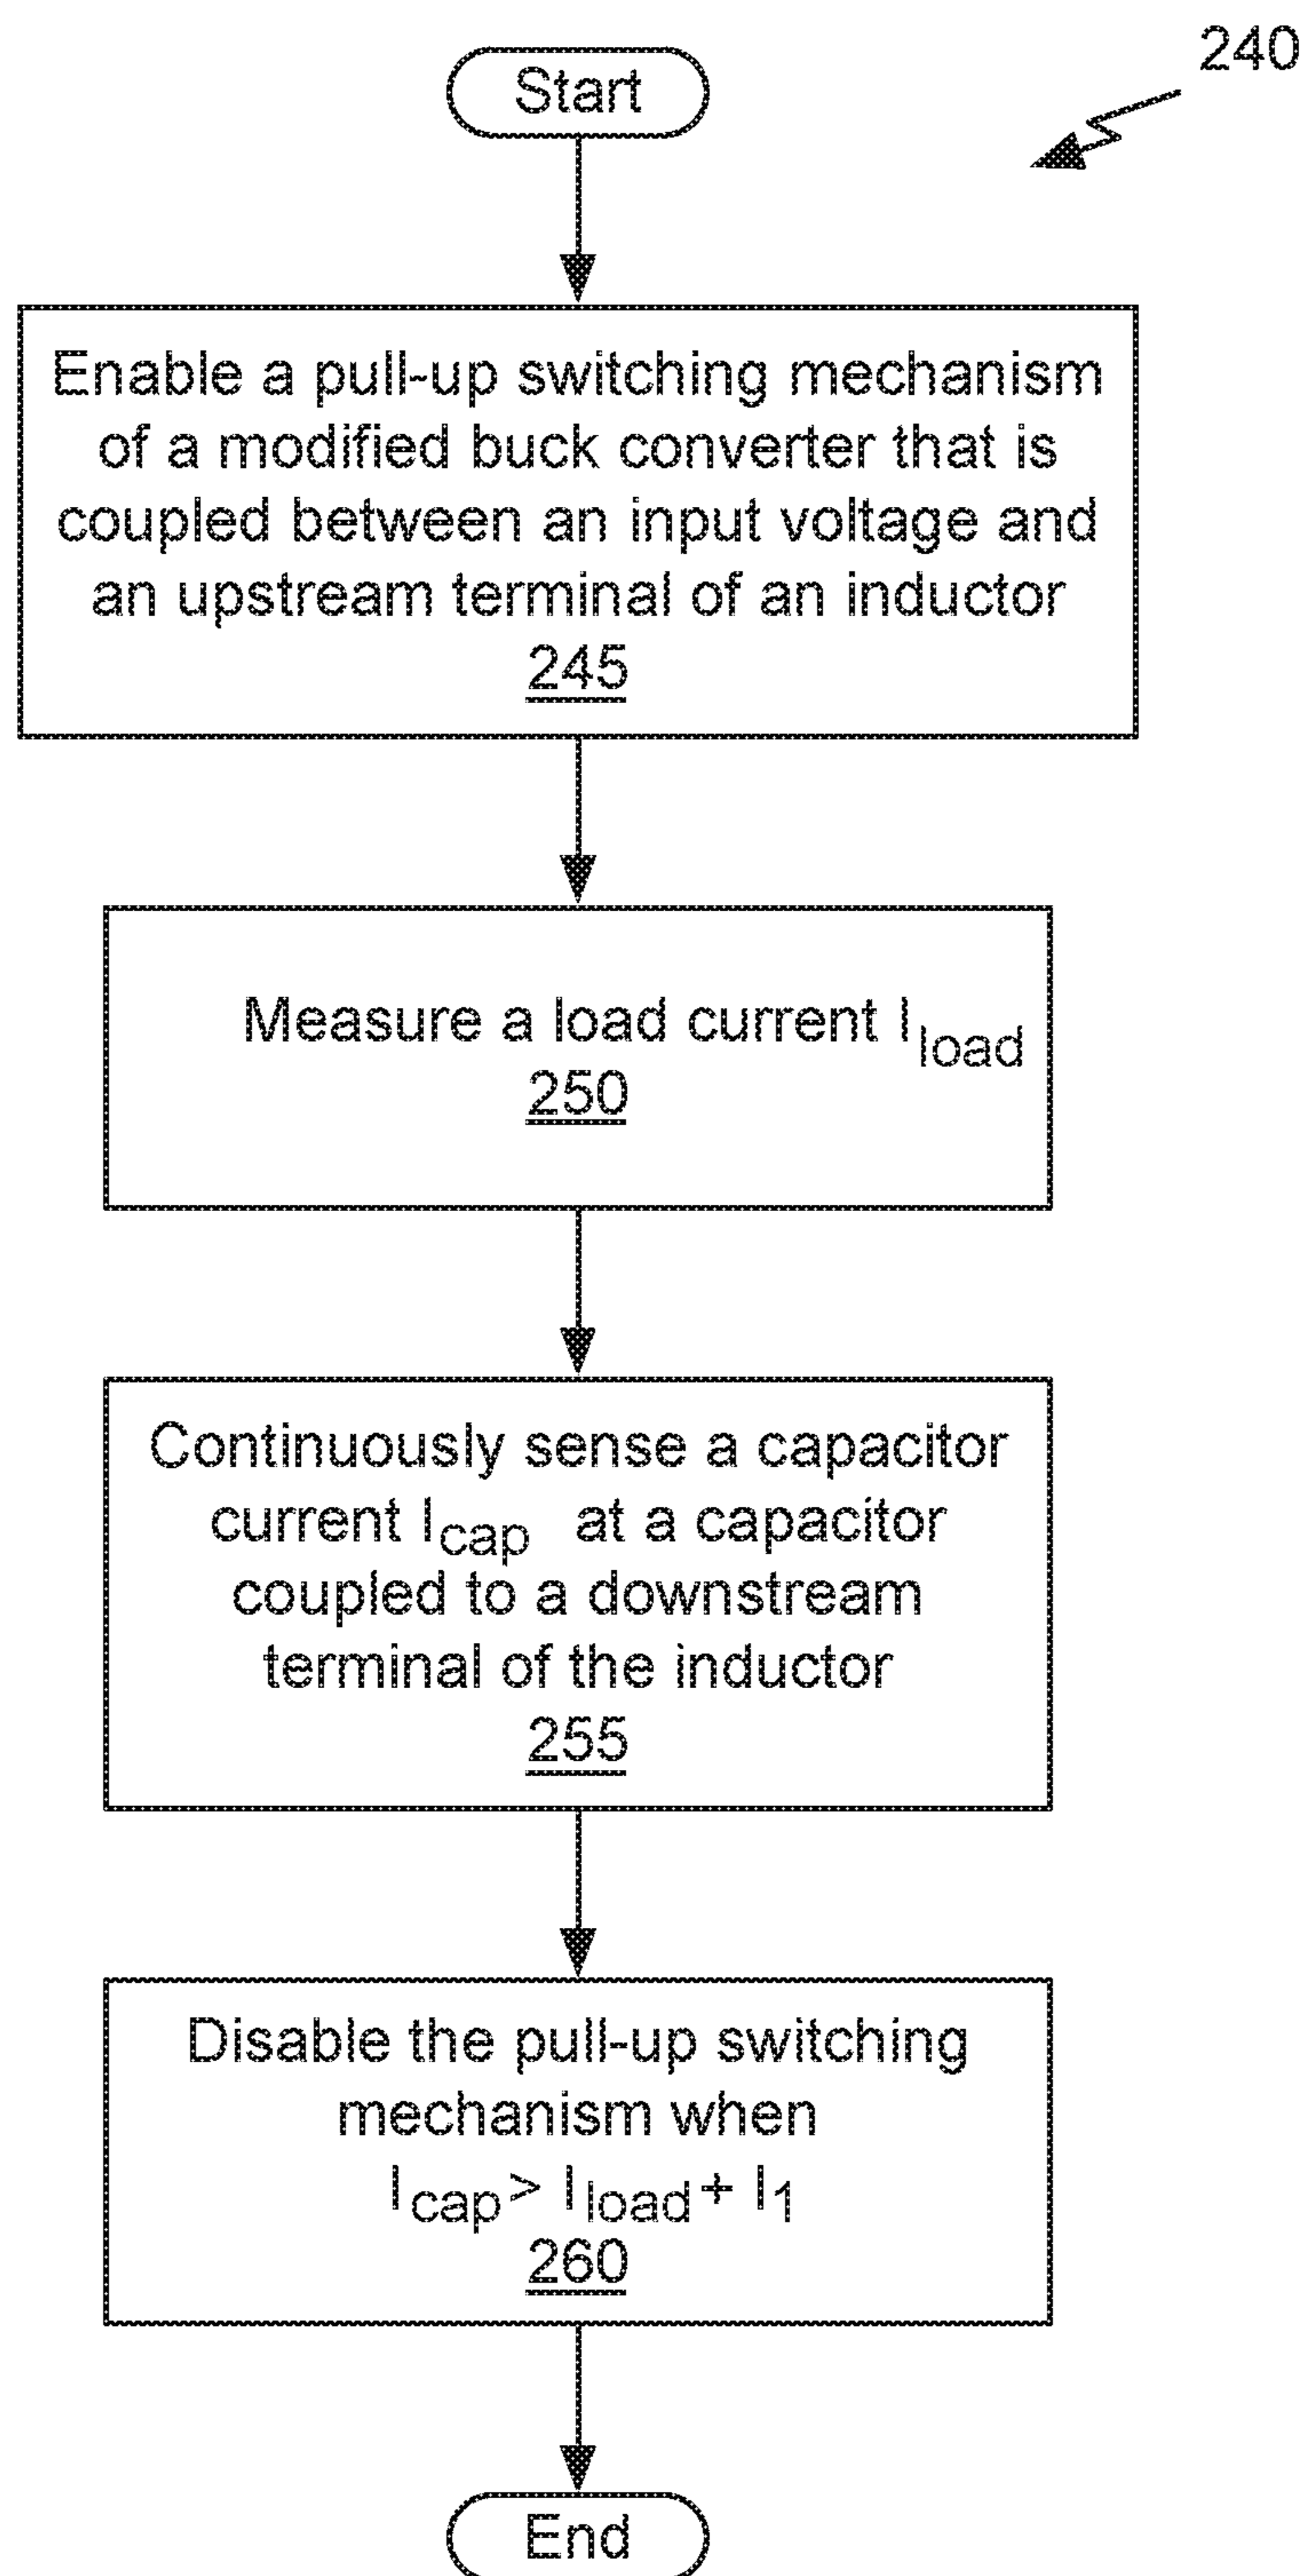 240
Start
Enable a pull-up switching mechanism
of a modified buck converter that is
coupled between an input voltage and
an upstream terminal of an inductor
245
Measure a load current Iload
250
Continuously sense a capacitor
current Icap at a capacitor
coupled to a downstream
terminal of the inductor
255
Disable the pull-up switching
mechanism when
Icap > Iload + I1
260
End